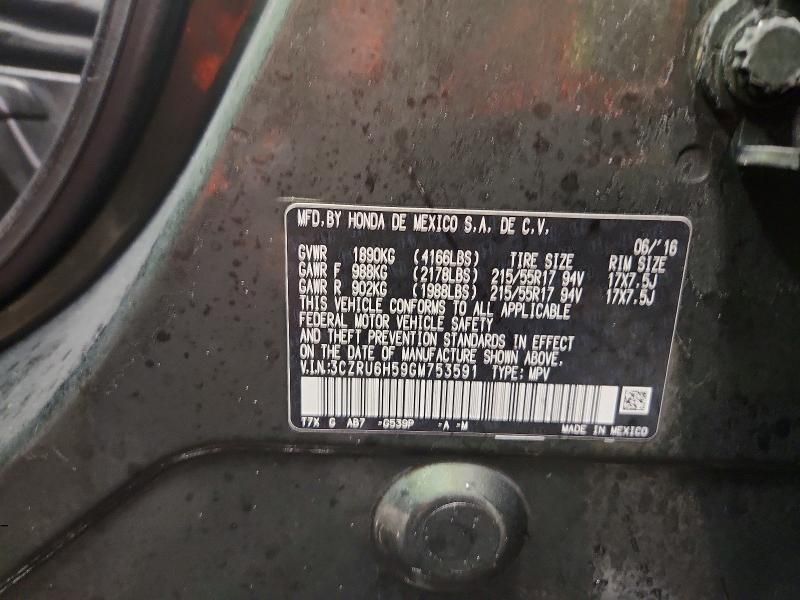 MFD. BY HONDA DE MEXICO S.A. DE C.V.
06/'16
GVWR 1890KG (4166LBS) TIRE SIZE RIM SIZE
GAWR F 988KG (2178LBS) 215/55R17 94V 17X7.5J
GAWR R 902KG (1988LBS) 215/55R17 94V 17X7.5J
THIS VEHICLE CONFORMS TO ALL APPLICABLE
FEDERAL MOTOR VEHICLE SAFETY
AND THEFT PREVENTION STANDARDS IN EFFECT
ON THE DATE OF MANUFACTURE SHOWN ABOVE.
V.I.N:3CZRU6H59GM753591 TYPE: MPV
T7X G AB7 -G539P -A -M
MADE IN MEXICO